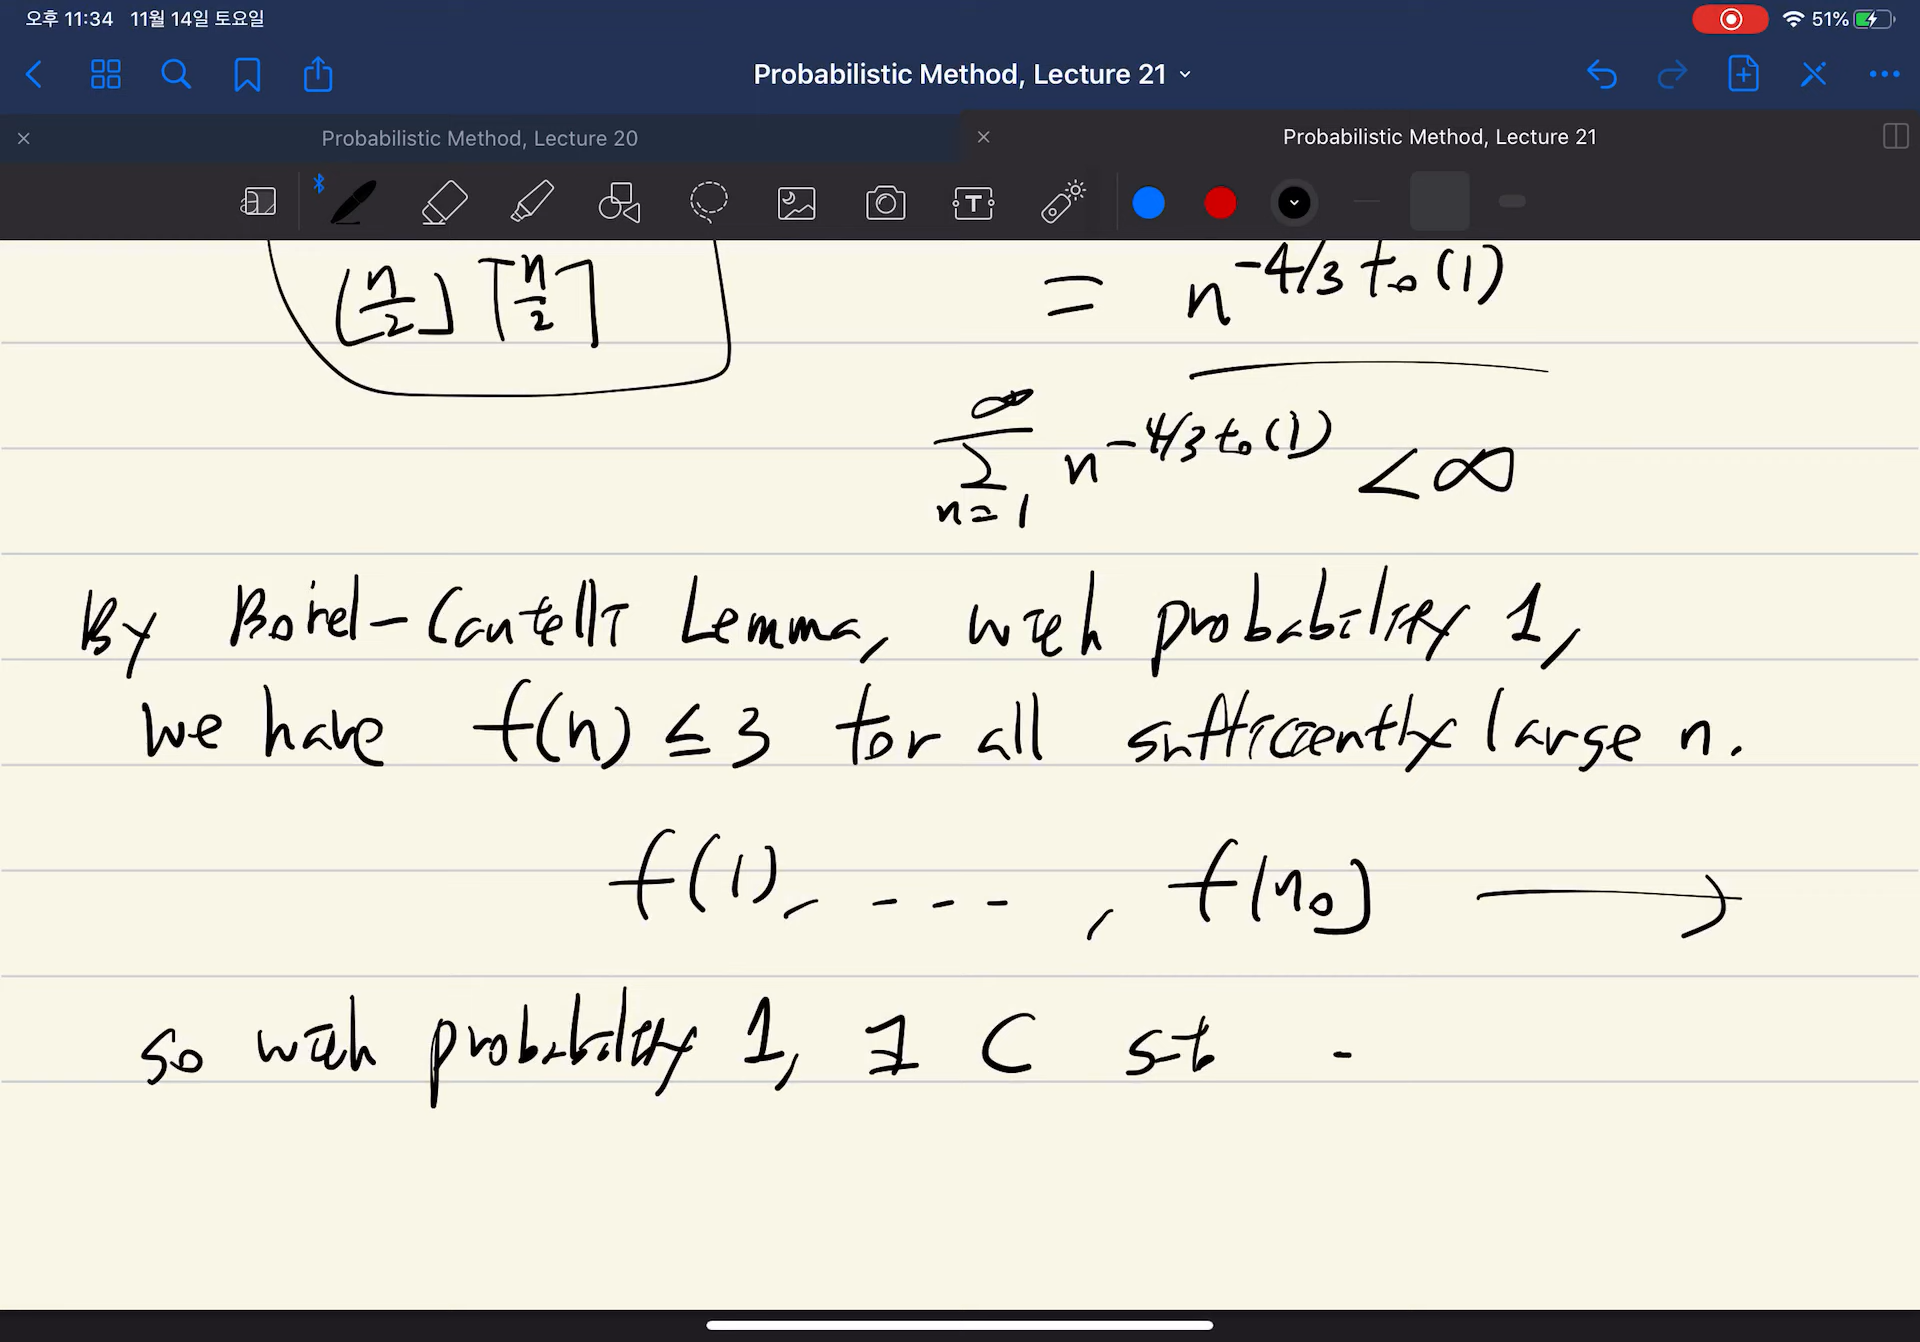 오후 11:34 11월 14일 토요일
51%
Probabilistic Method, Lecture 21
Probabilistic Method, Lecture 20
Probabilistic Method, Lecture 21
T
⌊n/2⌋ ⌈n/2⌉
= n^{-4/3+o(1)}
∑_{n=1}^{∞} n^{-4/3+o(1)} < ∞
By Borel-Cantelli Lemma, with probability 1,
we have f(n) ≤ 3 for all sufficiently large n.
f(1), ---- , f(n₀) →
so with probability 1, ∃ C s-t -